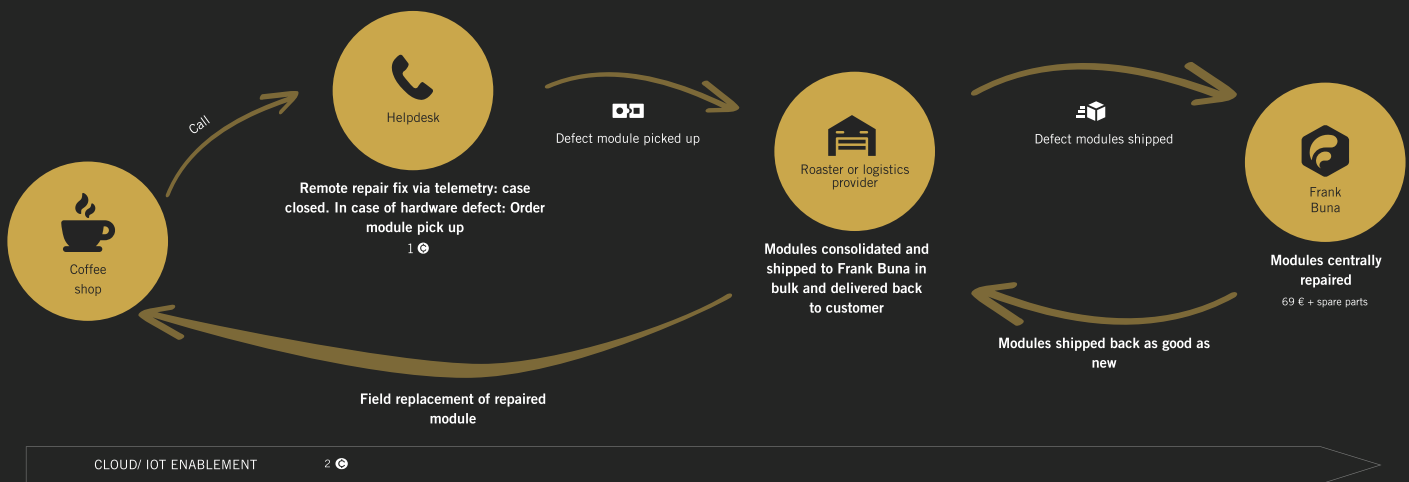 Call
Helpdesk
Remote repair fix via telemetry: case
closed. In case of hardware defect: Order
module pick up
1 C
Coffee
shop
Defect module picked up
Roaster or logistics
provider
Modules consolidated and
shipped to Frank Buna in
bulk and delivered back
to customer
Defect modules shipped
Frank
Buna
Modules centrally
repaired
69 € + spare parts
Modules shipped back as good as
new
Field replacement of repaired
module
CLOUD/ IOT ENABLEMENT
2 C